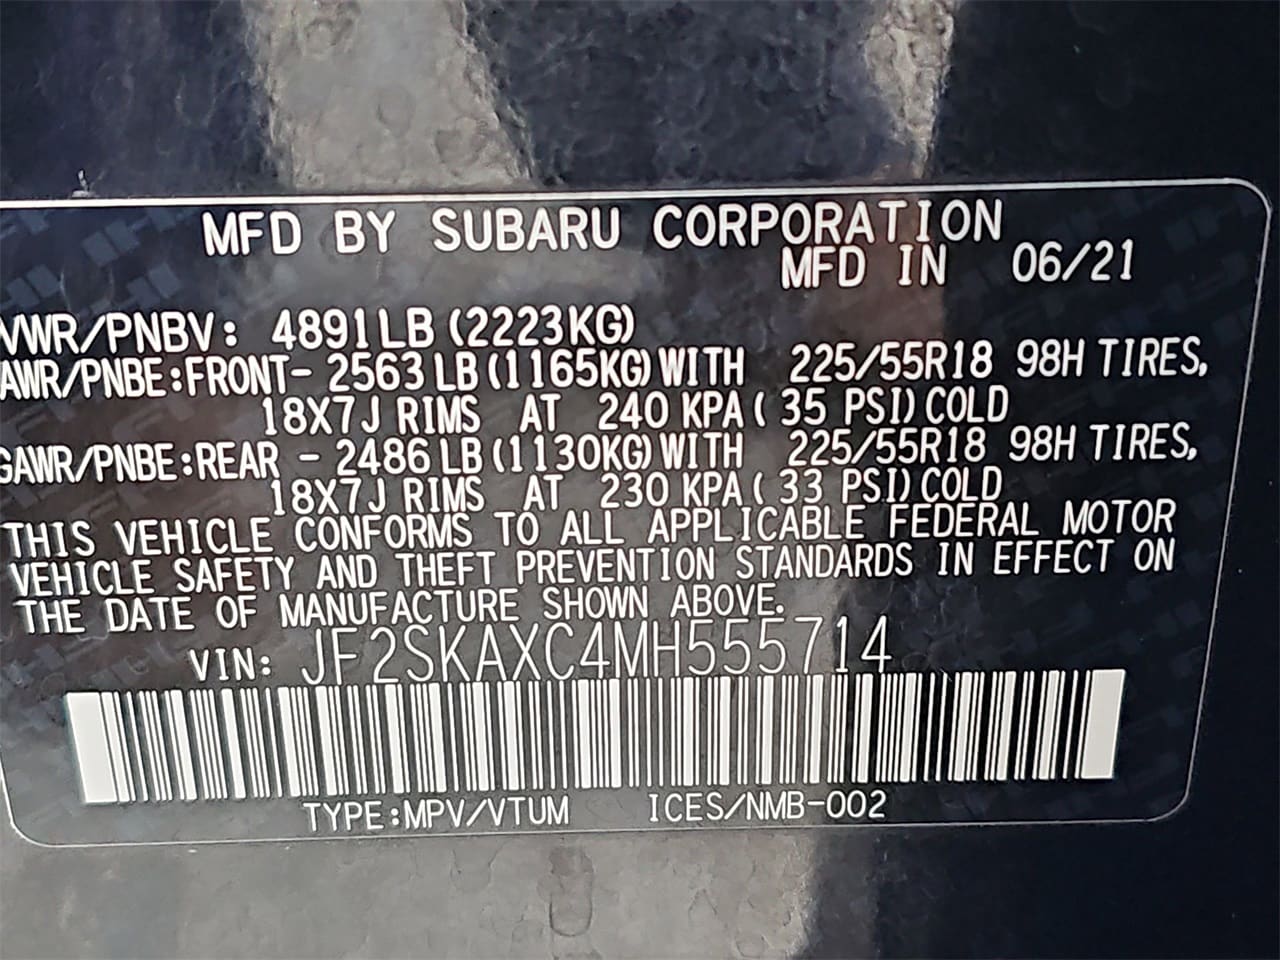 MFD BY SUBARU CORPORATION
MFD IN 06/21
VWR/PNBV: 4891LB (2223KG)
AWR/PNBE:FRONT- 2563 LB (1165KG) WITH 225/55R18 98H TIRES,
18X7J RIMS AT 240 KPA ( 35 PSI) COLD
GAWR/PNBE:REAR - 2486 LB (1130KG) WITH 225/55R18 98H TIRES,
18X7J RIMS AT 230 KPA ( 33 PSI) COLD
THIS VEHICLE CONFORMS TO ALL APPLICABLE FEDERAL MOTOR
VEHICLE SAFETY AND THEFT PREVENTION STANDARDS IN EFFECT ON
THE DATE OF MANUFACTURE SHOWN ABOVE.
VIN: JF2SKAXC4MH555714
TYPE:MPV/VTUM ICES/NMB-002